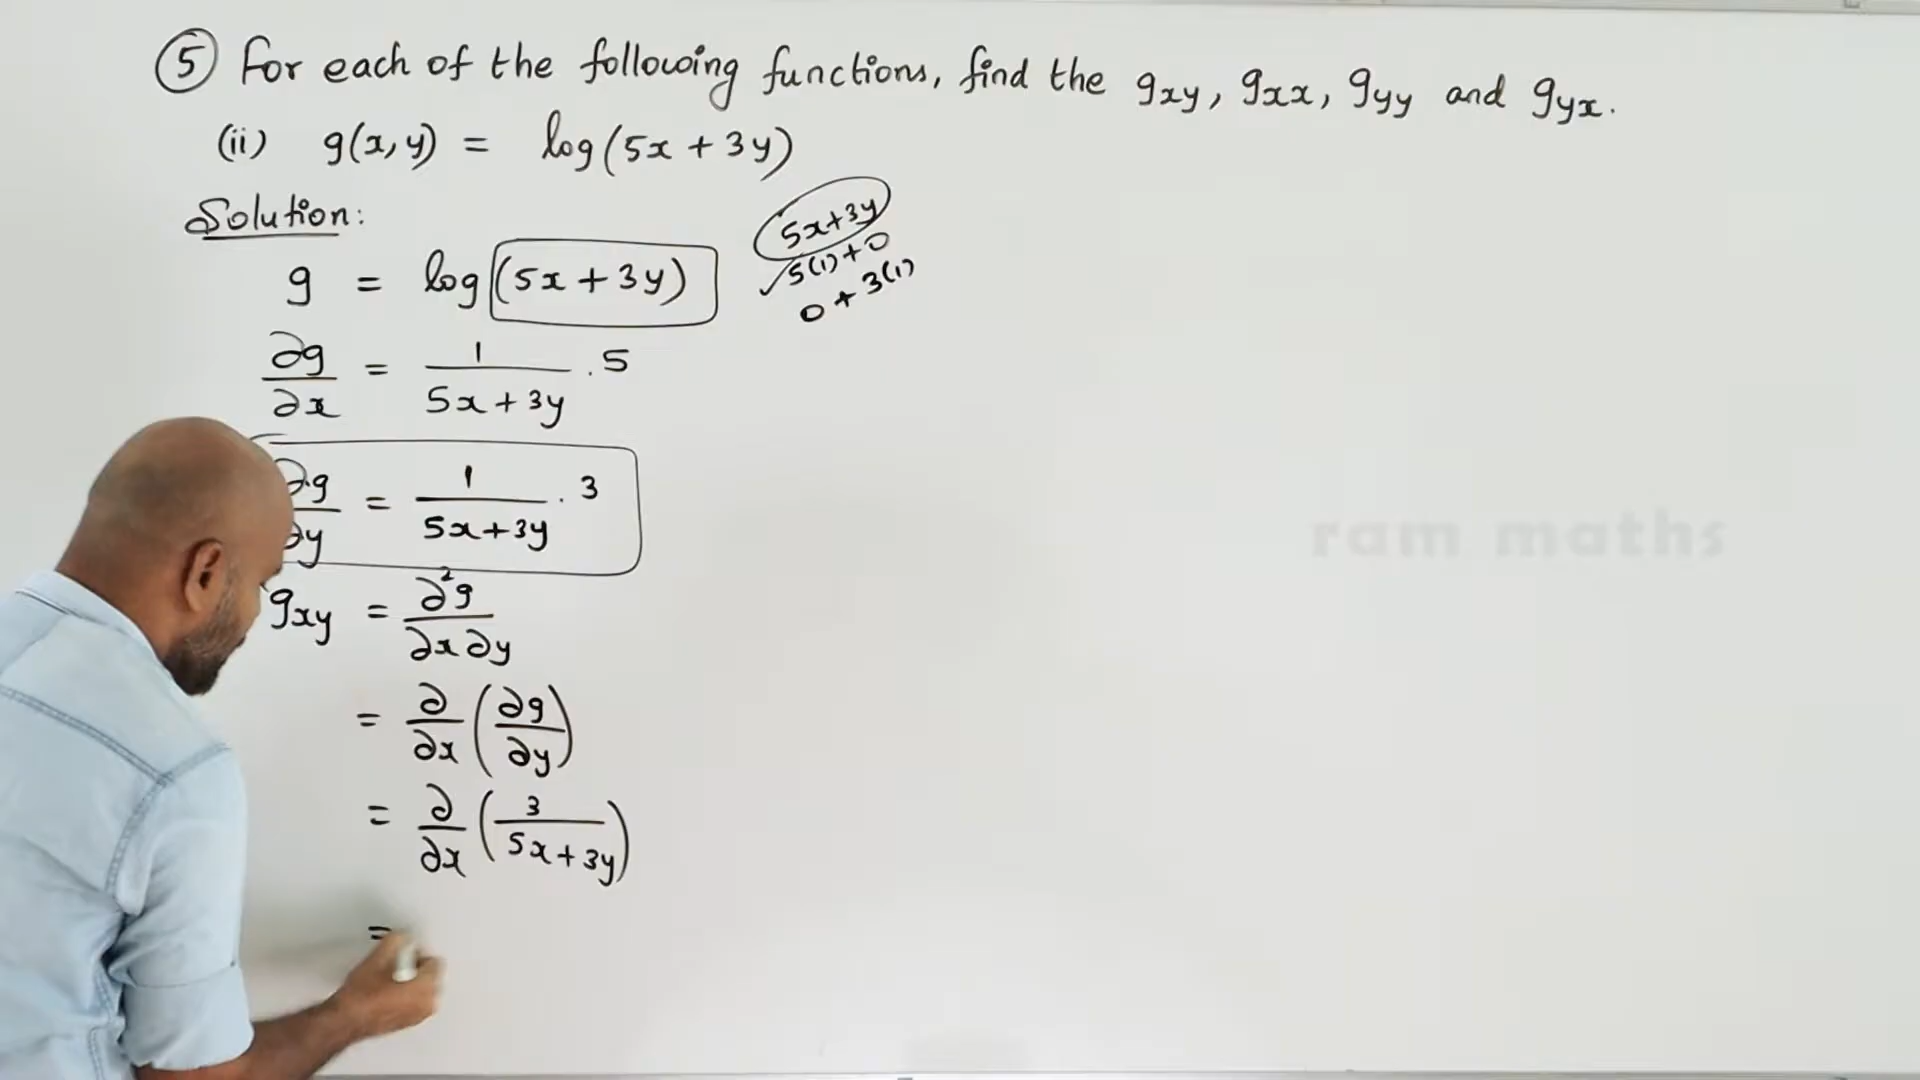 ⑤ For each of the following functions, find the gxy, gxx, gyy and gyx.
(ii) g(x,y) = log(5x + 3y)
Solution:
g = log(5x + 3y)
5x+3y
5(1)+0
0 + 3(1)
∂g/∂x = 1/(5x+3y) . 5
∂g/∂y = 1/(5x+3y) . 3
gxy = ∂²g/∂x∂y
= ∂/∂x (∂g/∂y)
= ∂/∂x (3/(5x+3y))
=
ram maths